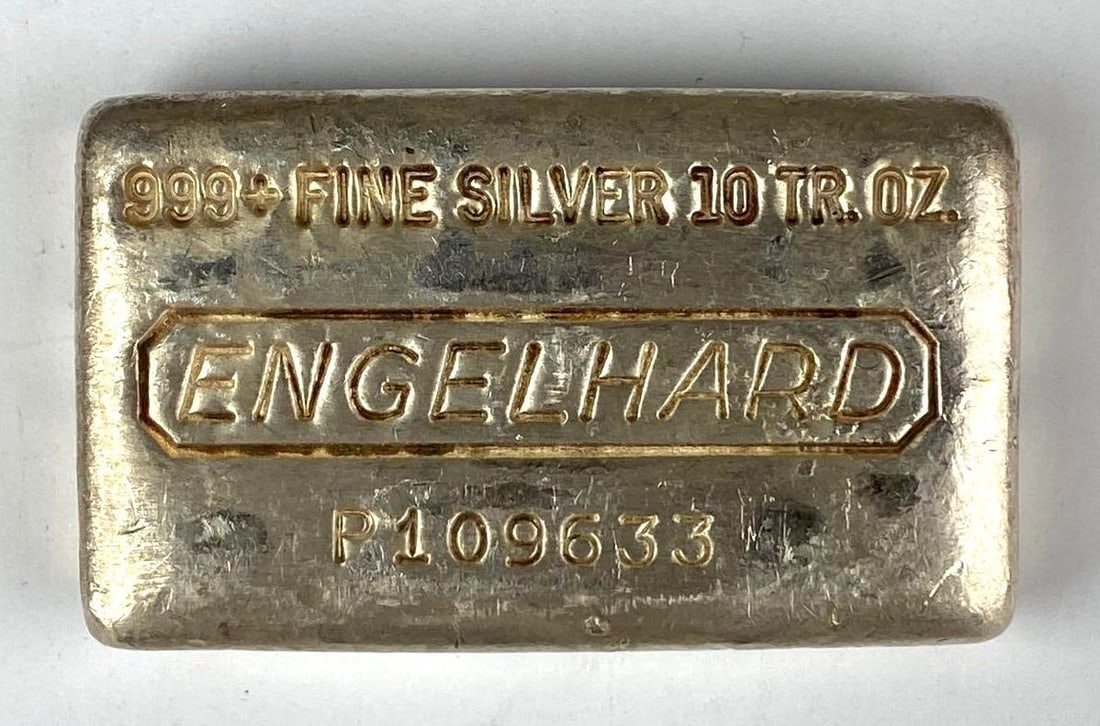 999+ FINE SILVER 10 TR. OZ.
ENGELHARD
P109633